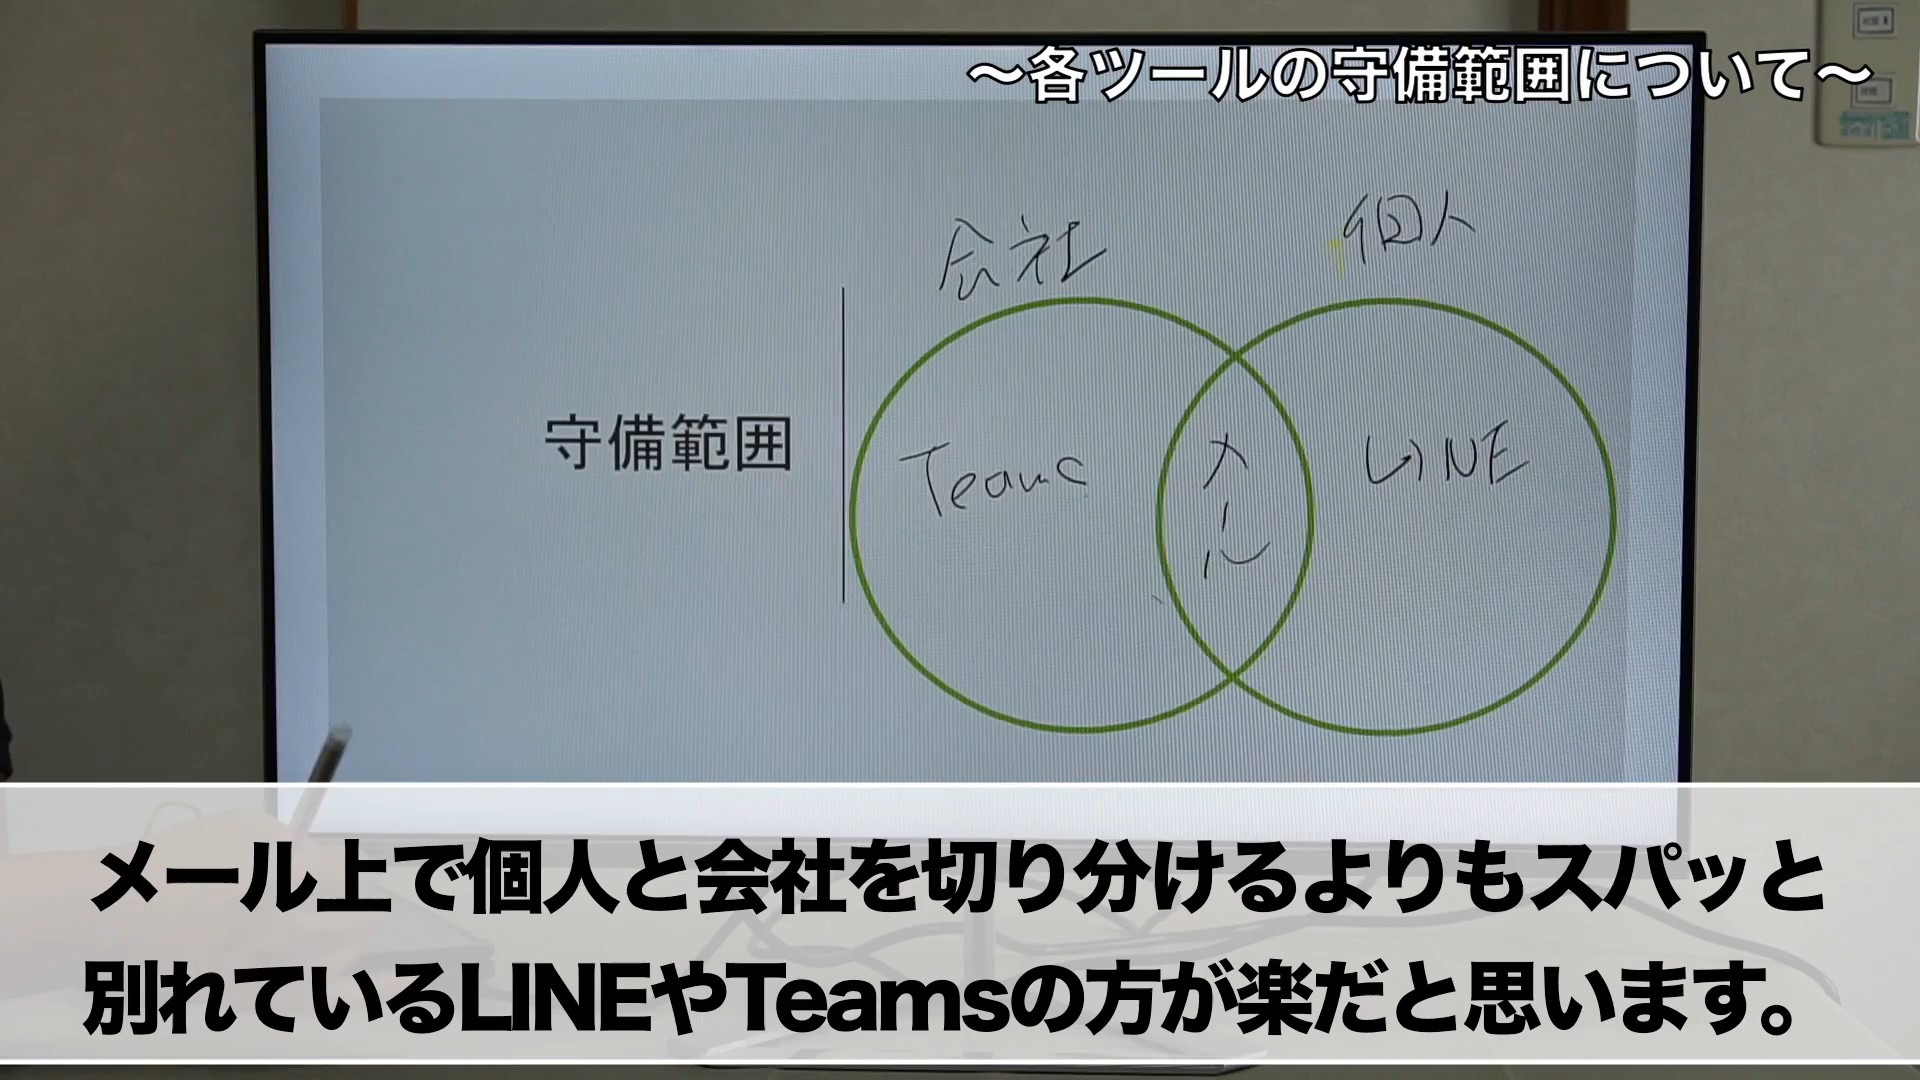 〜各ツールの守備範囲について〜
会社
個人
守備範囲
Teams
メール
LINE
メール上で個人と会社を切り分けるよりもスパッと
別れているLINEやTeamsの方が楽だと思います。